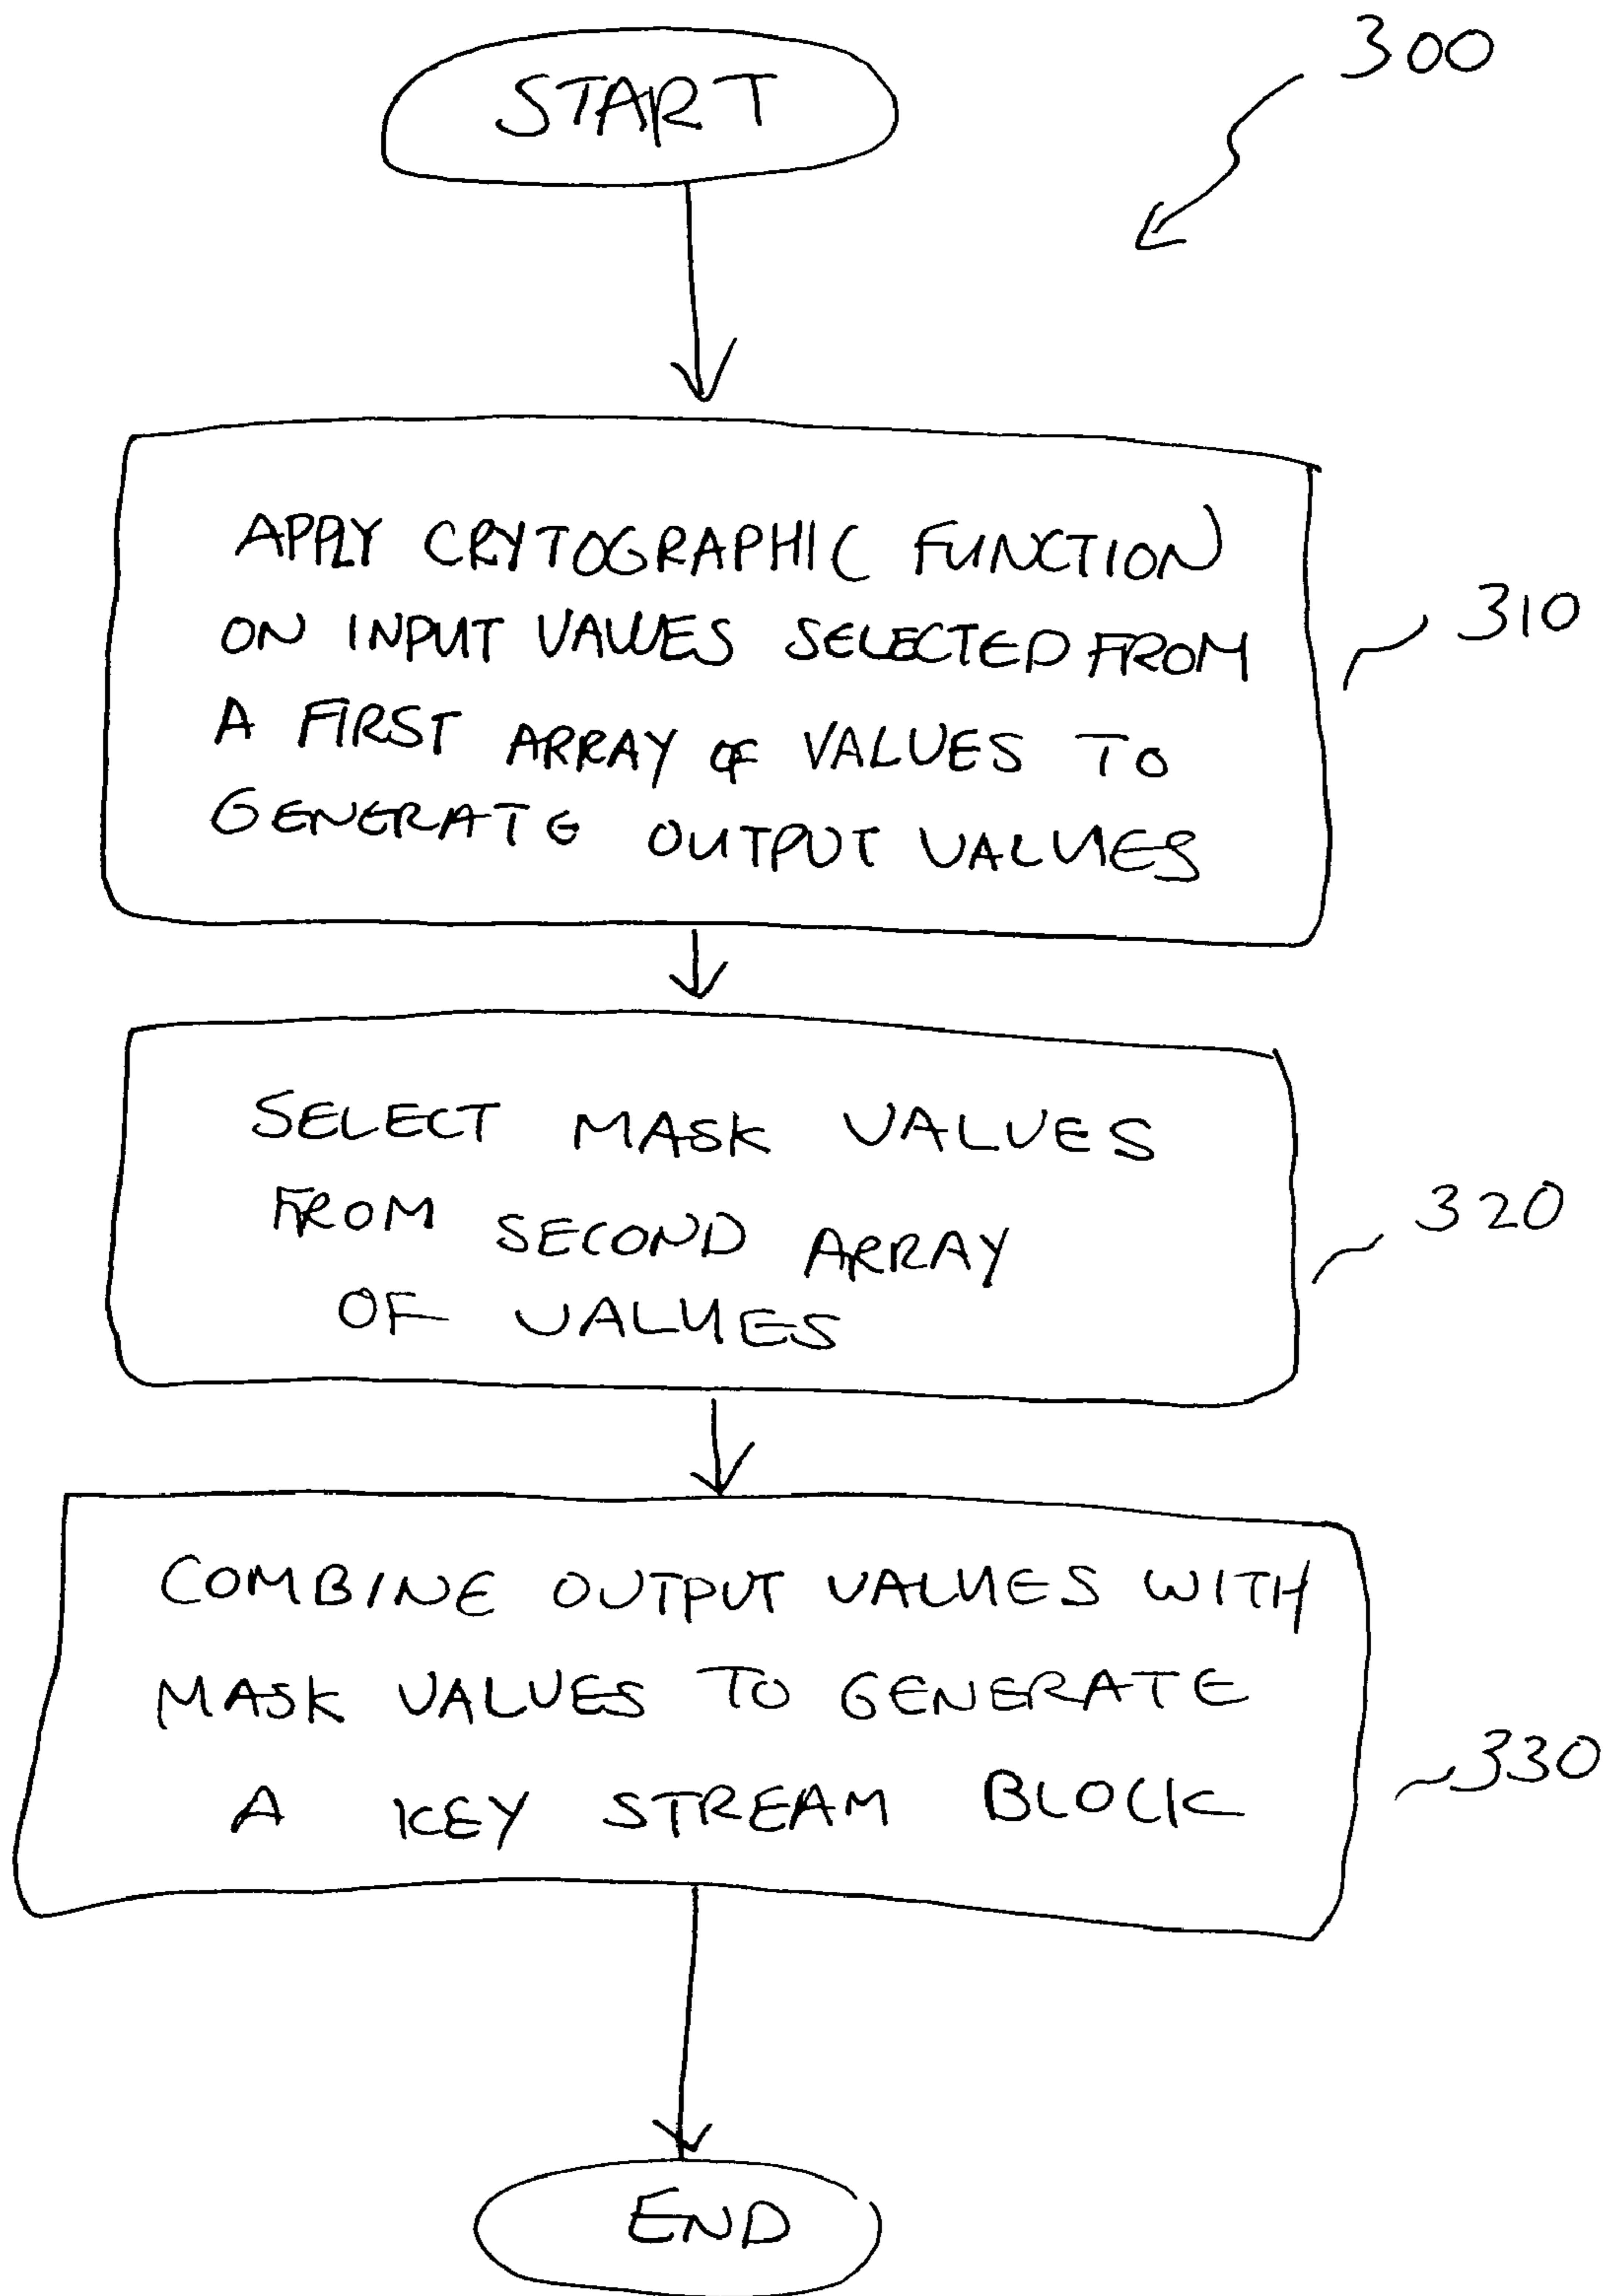 300
START
APPLY CRYTOGRAPHIC FUNCTION
ON INPUT VALUES SELECTED FROM
A FIRST ARRAY OF VALUES TO
GENERATE OUTPUT VALUES
310
SELECT MASK VALUES
FROM SECOND ARRAY
OF VALUES
320
COMBINE OUTPUT VALUES WITH
MASK VALUES TO GENERATE
A KEY STREAM BLOCK
330
END